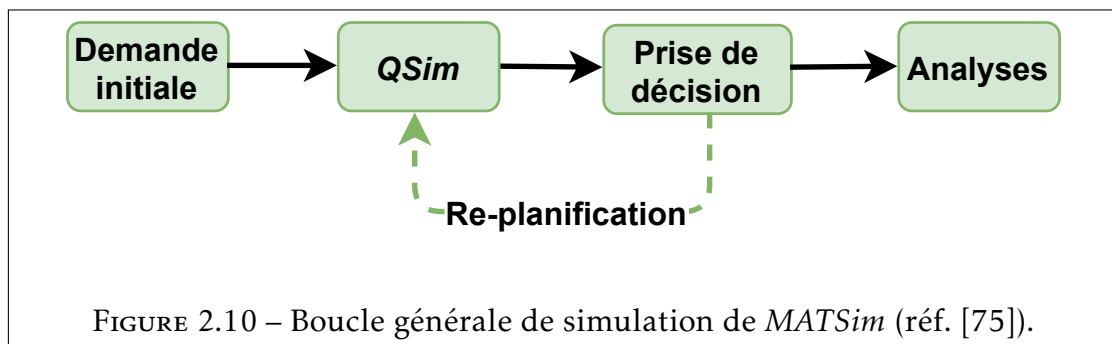 Demande
initiale
QSim
Prise de
décision
Analyses
Re-planification
FIGURE 2.10 – Boucle générale de simulation de MATSim (réf. [75]).